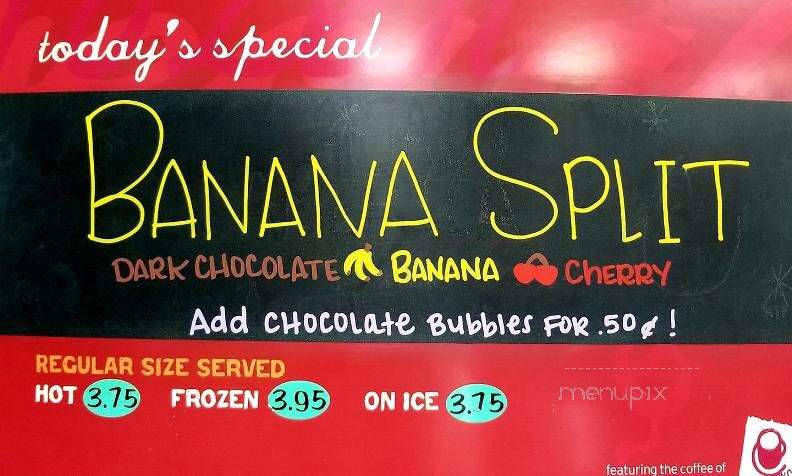 today's special
BANANA SPLIT
DARK CHOCOLATE BANANA CHERRY
Add CHOCOLATE BUBBLES FOR .50¢!
REGULAR SIZE SERVED
HOT 3.75 FROZEN 3.95 ON ICE 3.75
menupix
featuring the coffee of